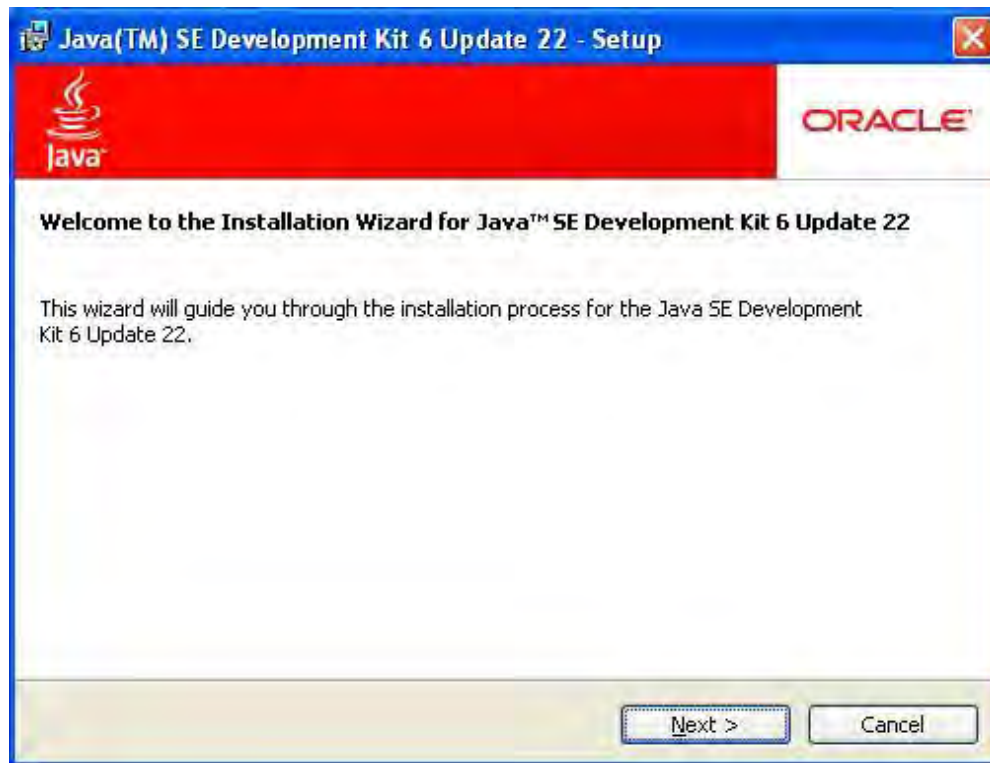 Java(TM) SE Development Kit 6 Update 22 - Setup
Java™
ORACLE®
Welcome to the Installation Wizard for Java™ SE Development Kit 6 Update 22
This wizard will guide you through the installation process for the Java SE Development
Kit 6 Update 22.
Next >
Cancel